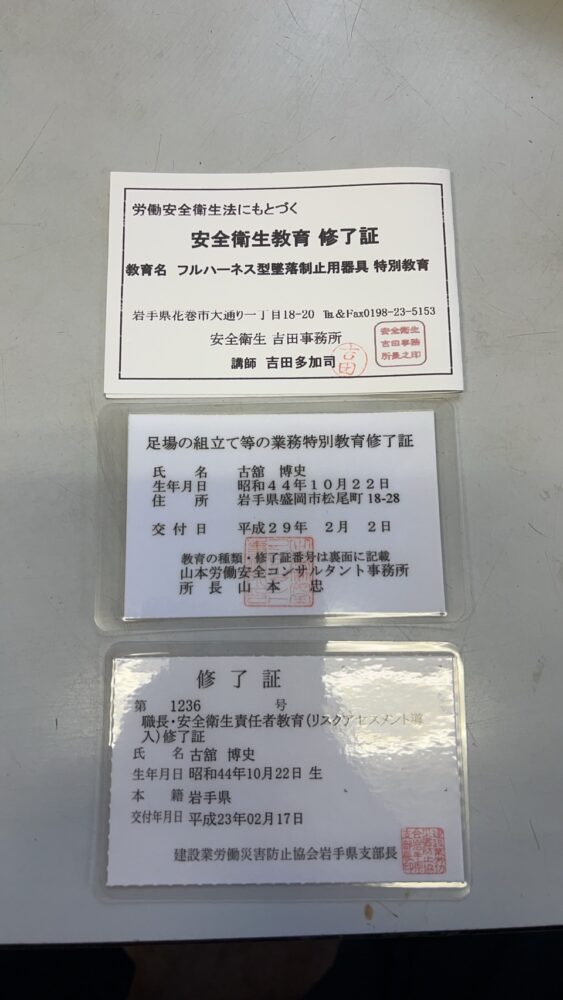 労働安全衛生法にもとづく
安全衛生教育 修了証
教育名 フルハーネス型墜落制止用器具 特別教育
岩手県花巻市大通り一丁目18-20 ℡&Fax0198-23-5153
安全衛生 吉田事務所
講師 吉田多加司
吉田
安全衛生
吉田事務
所長之印
足場の組立て等の業務特別教育修了証
氏 名 古舘 博史
生年月日 昭和44年10月22日
住 所 岩手県盛岡市松尾町 18-28
交付日 平成29年 2月 2日
教育の種類・修了証番号は裏面に記載
山本労働安全コンサルタント事務所
所長 山本 忠
修了証
第 1236 号
職長・安全衛生責任者教育(リスクアセスメント導
入)修了証
氏 名 古舘 博史
生年月日 昭和44年10月22日 生
本 籍 岩手県
交付年月日 平成23年02月17日
建設業労働災害防止協会岩手県支部長